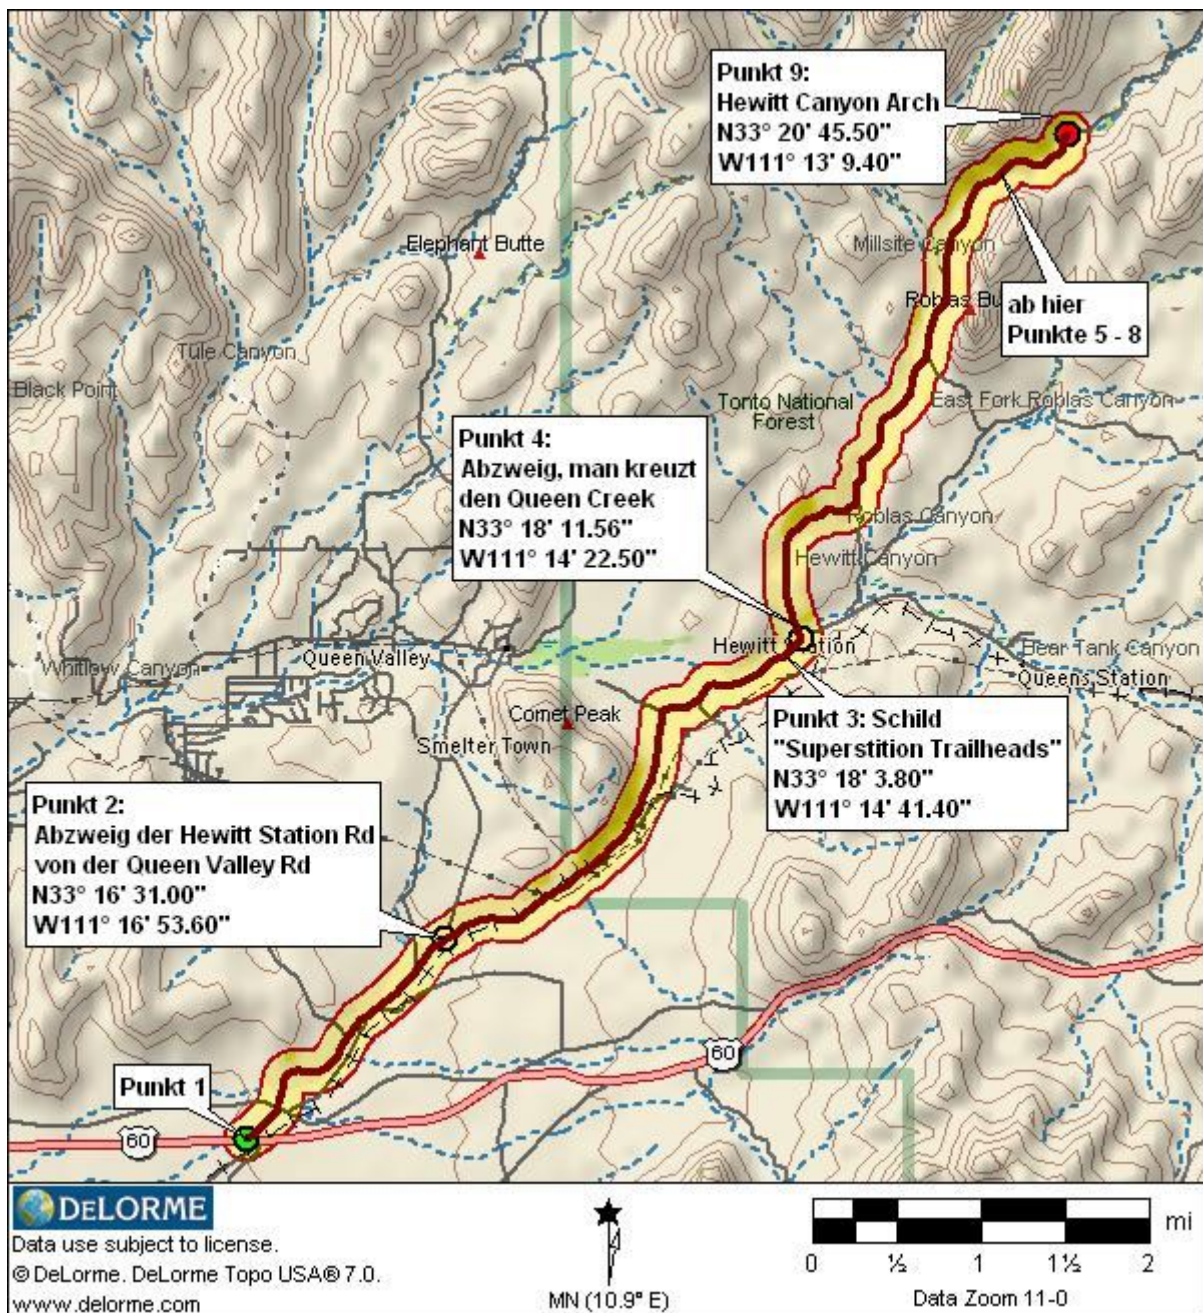 Punkt 9:
Hewitt Canyon Arch
N33° 20' 45.50"
W111° 13' 9.40"
Elephant Butte
Millsite Canyon
ab hier
Punkte 5 - 8
Tule Canyon
Black Point
Tonto National
Forest
East Fork Roblas Canyon
Punkt 4:
Abzweig, man kreuzt
den Queen Creek
N33° 18' 11.56"
W111° 14' 22.50"
Roblas Canyon
Hewitt Canyon
Queen Valley
Whitlow Canyon
Hewitt Station
Bear Tank Canyon
Queens Station
Comet Peak
Smelter Town
Punkt 3: Schild
"Superstition Trailheads"
N33° 18' 3.80"
W111° 14' 41.40"
Punkt 2:
Abzweig der Hewitt Station Rd
von der Queen Valley Rd
N33° 16' 31.00"
W111° 16' 53.60"
60
Punkt 1
60
DELORME
Data use subject to license.
© DeLorme. DeLorme Topo USA® 7.0.
www.delorme.com
MN (10.9° E)
mi
0 ½ 1 1½ 2
Data Zoom 11-0